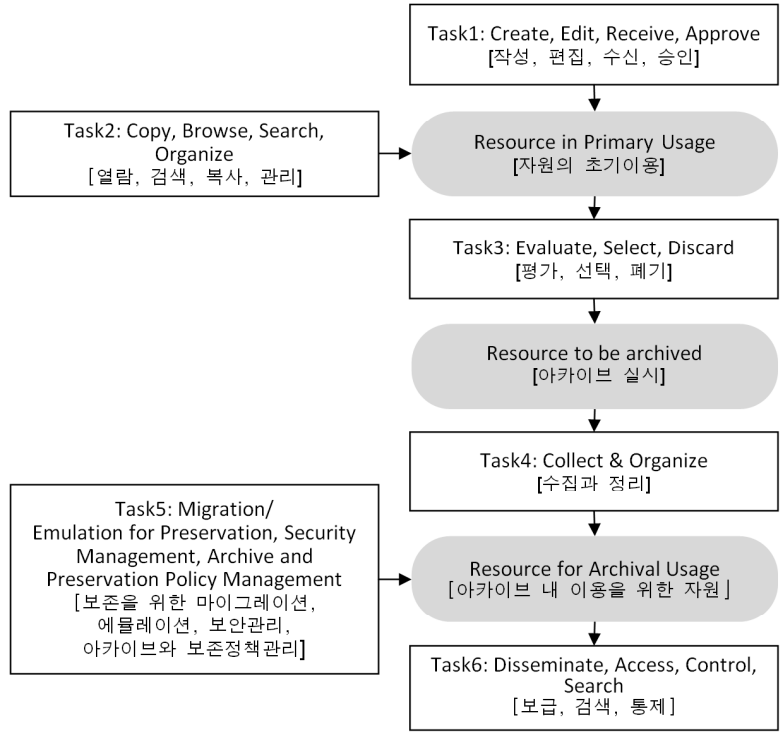 Task1: Create, Edit, Receive, Approve
[작성, 편집, 수신, 승인]
Task2: Copy, Browse, Search,
Organize
[열람, 검색, 복사, 관리]
Resource in Primary Usage
[자원의 초기이용]
Task3: Evaluate, Select, Discard
[평가, 선택, 폐기]
Resource to be archived
[아카이브 실시]
Task4: Collect & Organize
[수집과 정리]
Task5: Migration/
Emulation for Preservation, Security
Management, Archive and
Preservation Policy Management
[보존을 위한 마이그레이션,
에뮬레이션, 보안관리,
아카이브와 보존정책관리]
Resource for Archival Usage
[아카이브 내 이용을 위한 자원」
Task6: Disseminate, Access, Control,
Search
[보급, 검색, 통제]